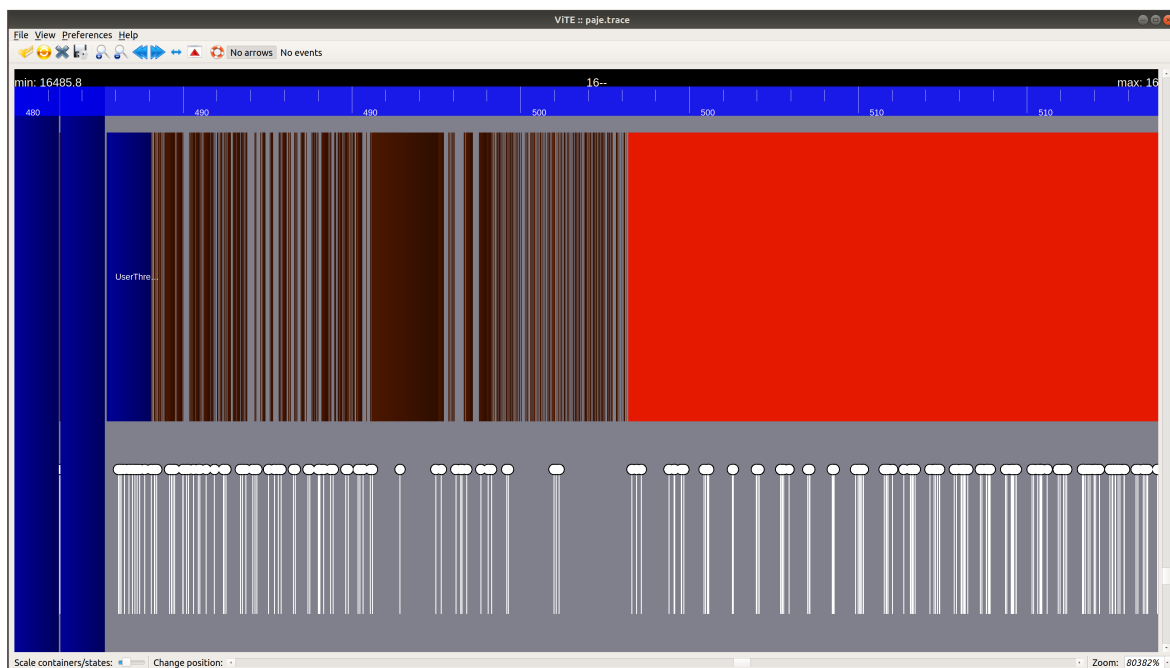 ViTE :: paje.trace
File View Preferences Help
No arrows No events
min: 16485.8 16-- max: 16
480 490 490 500 500 510 510
UserThre...
Scale containers/states: Change position: Zoom: 80382%